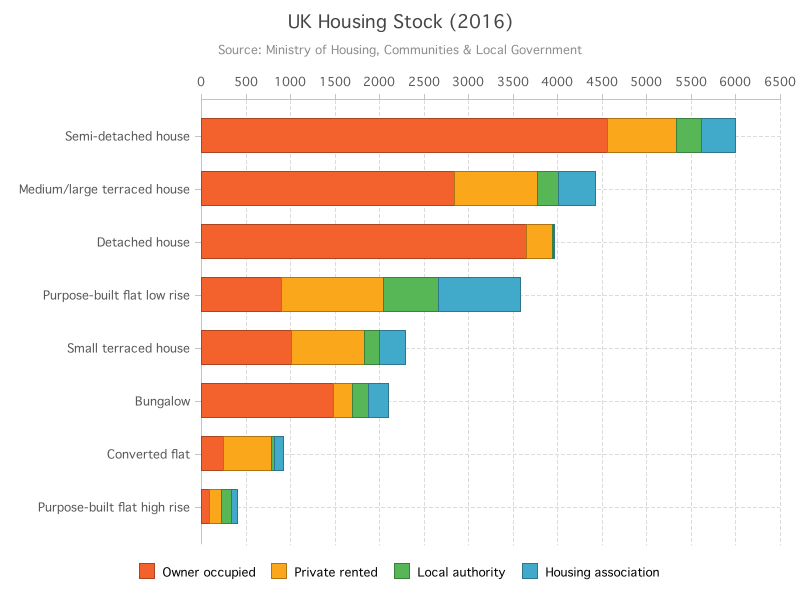 UK Housing Stock (2016)
Source: Ministry of Housing, Communities & Local Government
0 500 1000 1500 2000 2500 3000 3500 4000 4500 5000 5500 6000 6500
Semi-detached house
Medium/large terraced house
Detached house
Purpose-built flat low rise
Small terraced house
Bungalow
Converted flat
Purpose-built flat high rise
Owner occupied Private rented Local authority Housing association